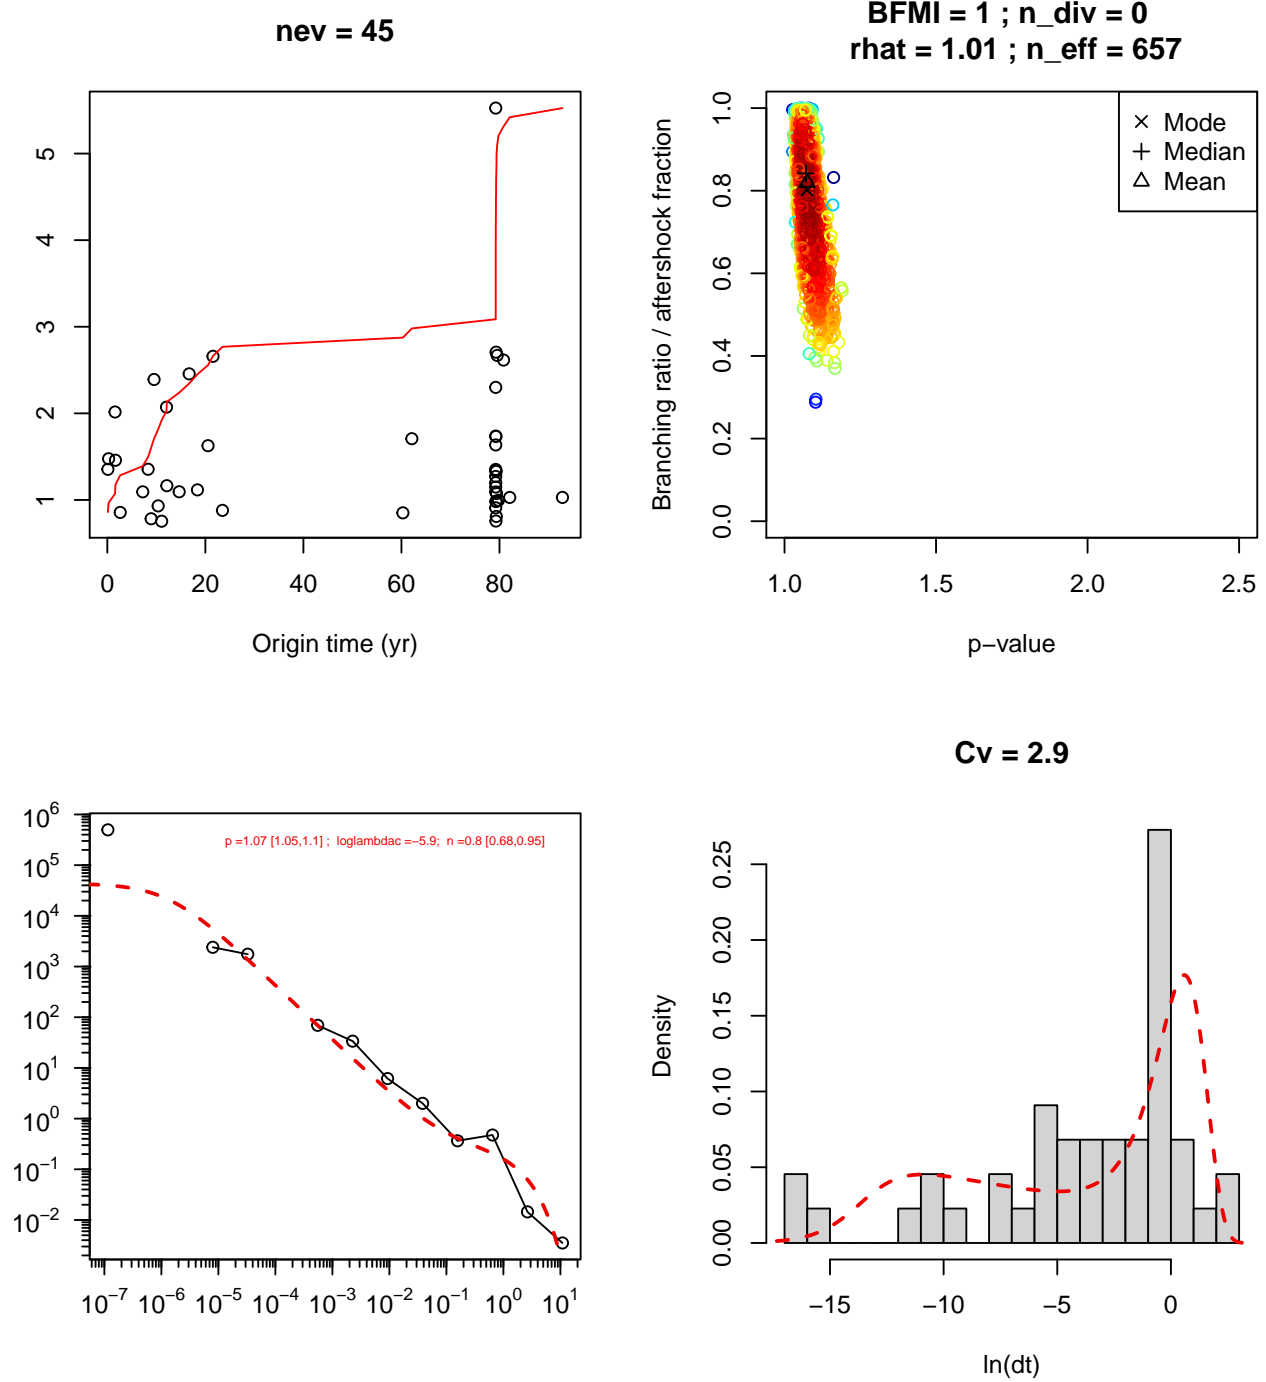 nev = 45
5
4
3
2
1
0 20 40 60 80
Origin time (yr)
BFMI = 1 ; n_div = 0
rhat = 1.01 ; n_eff = 657
Branching ratio / aftershock fraction
1.0
0.8
0.6
0.4
0.2
0.0
Mode
Median
Mean
1.0 1.5 2.0 2.5
p−value
10^6
10^5
10^4
10^3
10^2
10^1
10^0
10^−1
10^−2
p =1.07 [1.05,1.1] ; loglambdac =−5.9; n =0.8 [0.68,0.95]
10^−7 10^−6 10^−5 10^−4 10^−3 10^−2 10^−1 10^0 10^1
Cv = 2.9
Density
0.25
0.20
0.15
0.10
0.05
0.00
−15 −10 −5 0
ln(dt)